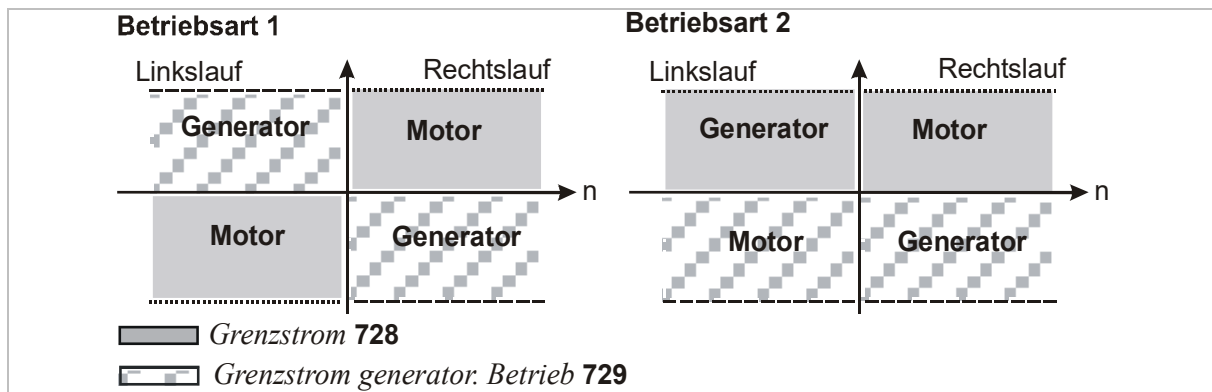 Betriebsart 1
Betriebsart 2
Linkslauf Rechtslauf
Linkslauf Rechtslauf
Generator Motor
Generator Motor
n
n
Motor Generator
Motor Generator
Grenzstrom 728
Grenzstrom generator. Betrieb 729